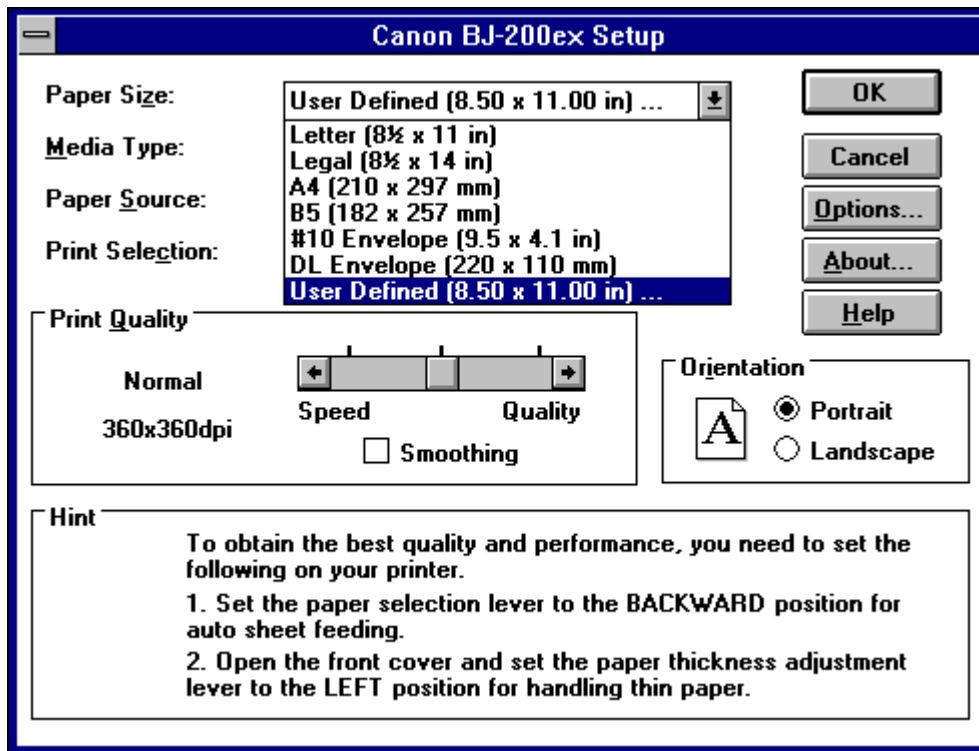 Canon BJ-200ex Setup
Paper Size:
User Defined (8.50 x 11.00 in) ...
Letter (8½ x 11 in)
Legal (8½ x 14 in)
A4 (210 x 297 mm)
B5 (182 x 257 mm)
#10 Envelope (9.5 x 4.1 in)
DL Envelope (220 x 110 mm)
User Defined (8.50 x 11.00 in) ...
Media Type:
Paper Source:
Print Selection:
OK
Cancel
Options...
About...
Help
Print Quality
Normal
360x360dpi
Speed
Quality
Smoothing
Orientation
A
Portrait
Landscape
Hint
To obtain the best quality and performance, you need to set the
following on your printer.
1. Set the paper selection lever to the BACKWARD position for
auto sheet feeding.
2. Open the front cover and set the paper thickness adjustment
lever to the LEFT position for handling thin paper.